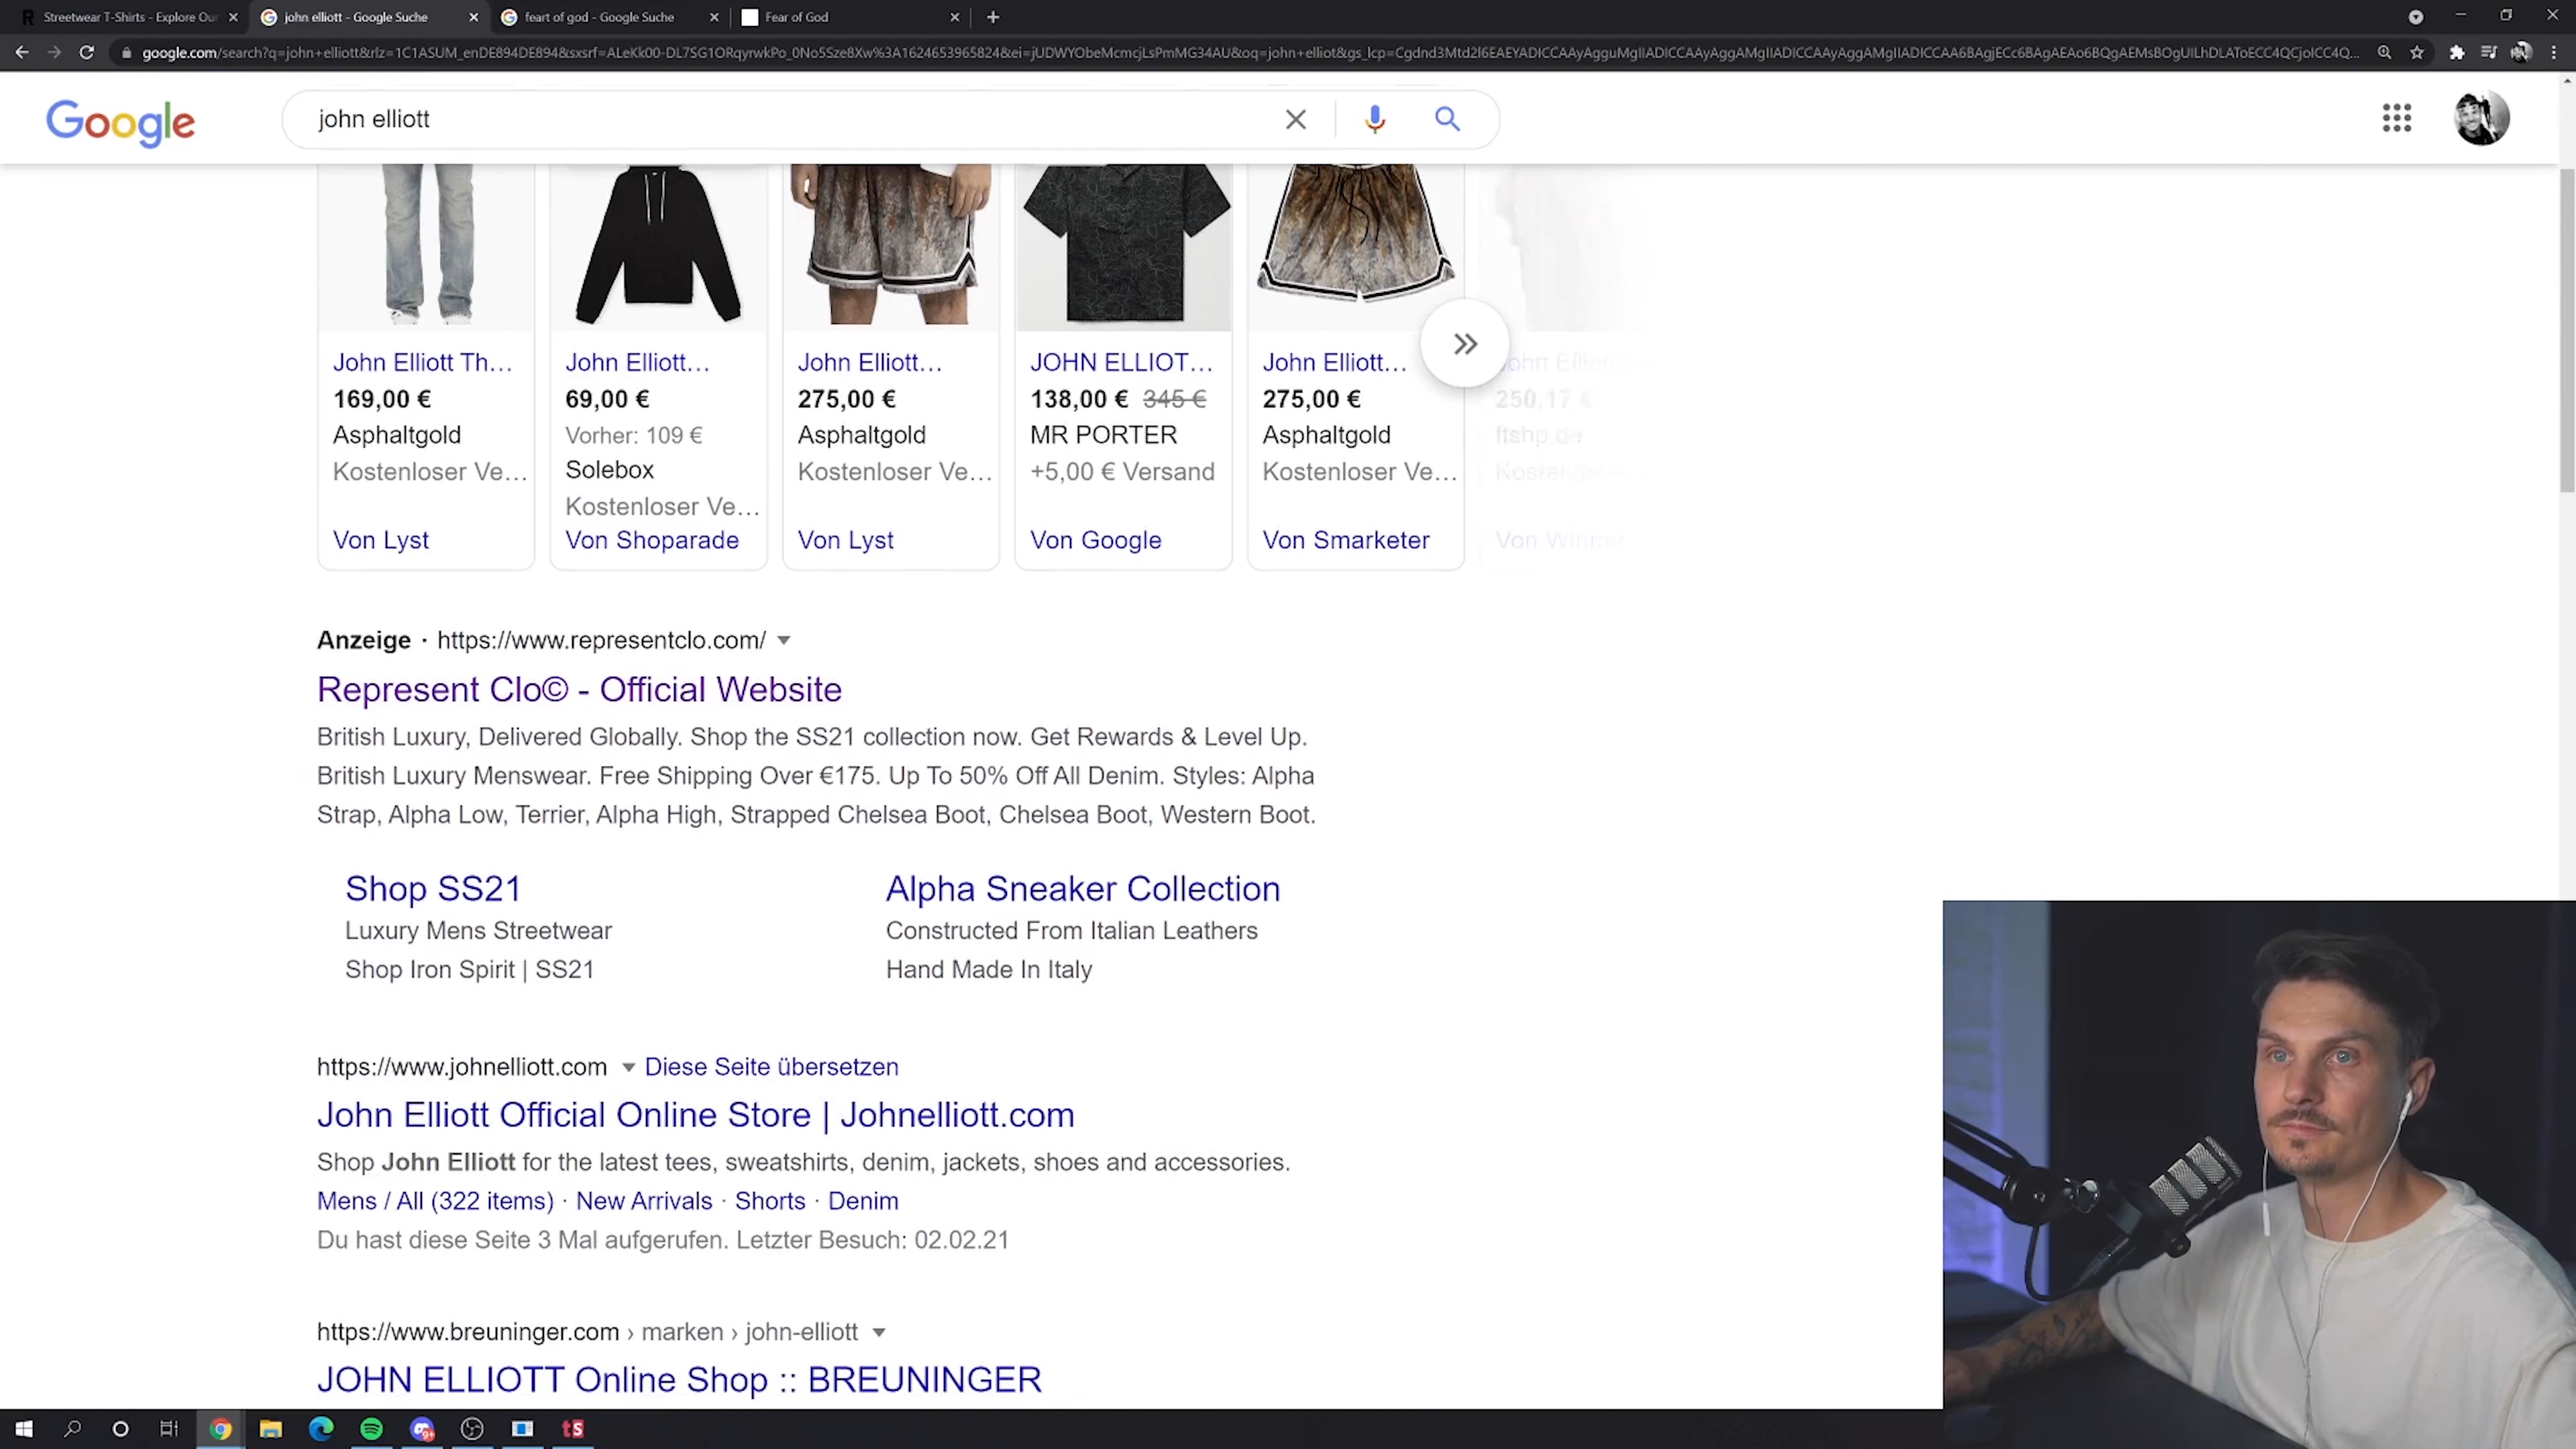 Streetwear T-Shirts - Explore Our
john elliott - Google Suche
feart of god - Google Suche
Fear of God
Google
john elliott
John Elliott Th...
169,00 €
Asphaltgold
Kostenloser Ve...
Von Lyst
John Elliott...
69,00 €
Vorher: 109 €
Solebox
Kostenloser Ve...
Von Shoparade
John Elliott...
275,00 €
Asphaltgold
Kostenloser Ve...
Von Lyst
JOHN ELLIOT...
138,00 € 345 €
MR PORTER
+5,00 € Versand
Von Google
John Elliott...
275,00 €
Asphaltgold
Kostenloser Ve...
Von Smarketer
250,17 €
ftshp.de
Anzeige · https://www.representclo.com/
Represent Clo© - Official Website
British Luxury, Delivered Globally. Shop the SS21 collection now. Get Rewards & Level Up.
British Luxury Menswear. Free Shipping Over €175. Up To 50% Off All Denim. Styles: Alpha
Strap, Alpha Low, Terrier, Alpha High, Strapped Chelsea Boot, Chelsea Boot, Western Boot.
Shop SS21
Luxury Mens Streetwear
Shop Iron Spirit | SS21
Alpha Sneaker Collection
Constructed From Italian Leathers
Hand Made In Italy
https://www.johnelliott.com Diese Seite übersetzen
John Elliott Official Online Store | Johnelliott.com
Shop John Elliott for the latest tees, sweatshirts, denim, jackets, shoes and accessories.
Mens / All (322 items) · New Arrivals · Shorts · Denim
Du hast diese Seite 3 Mal aufgerufen. Letzter Besuch: 02.02.21
https://www.breuninger.com › marken › john-elliott
JOHN ELLIOTT Online Shop :: BREUNINGER